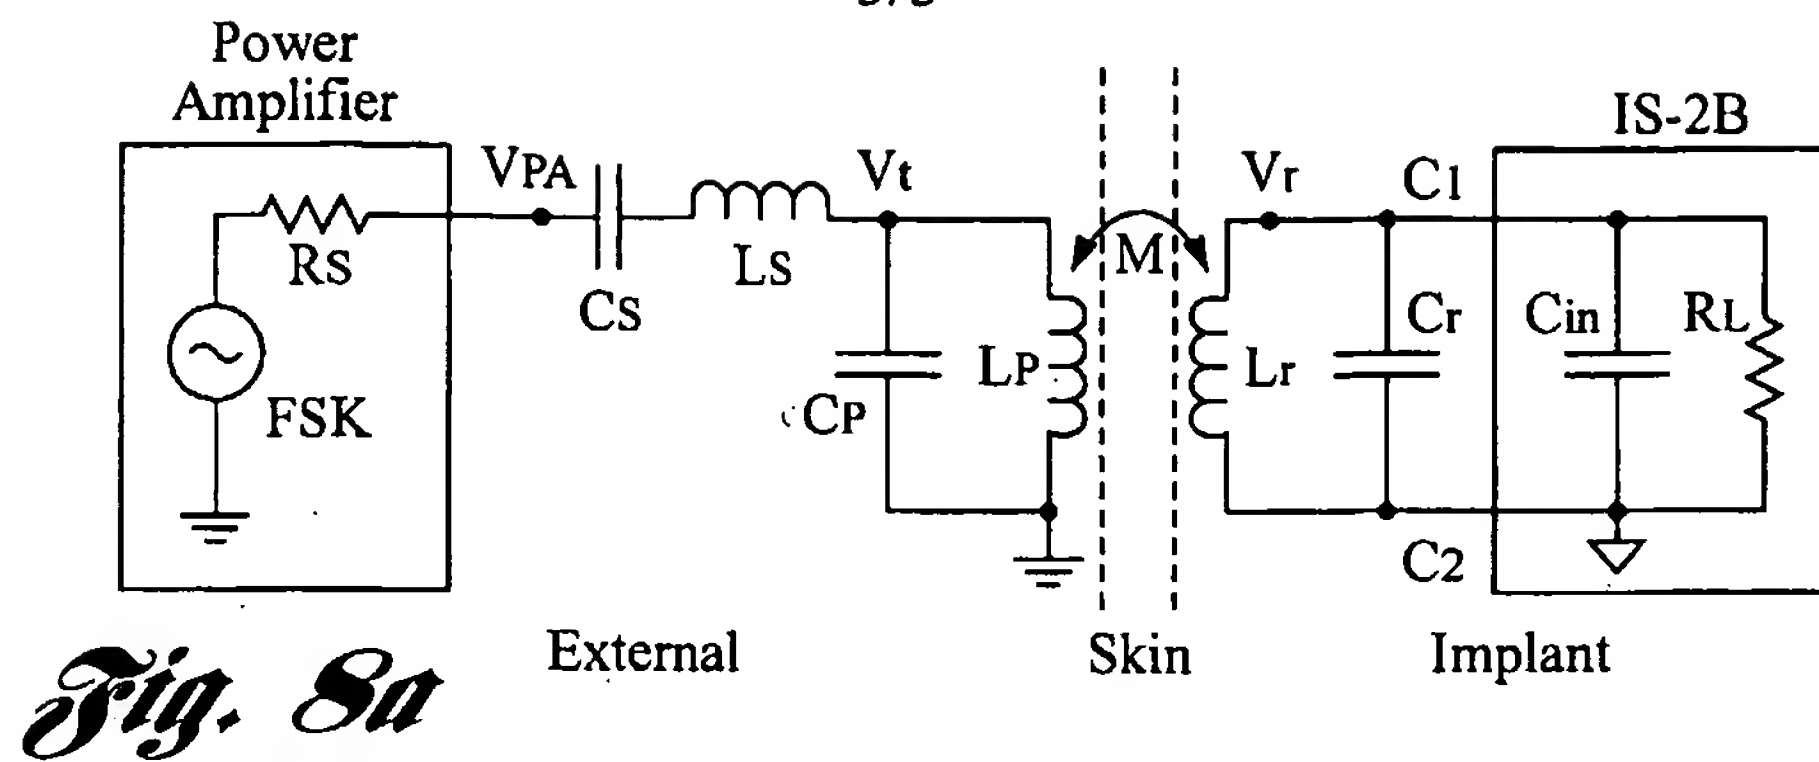 Power
Amplifier
IS-2B
VPA
Vt
Vr
C1
RS
LS
M
CS
Cr
Cin
RL
LP
Lr
FSK
CP
C2
External
Skin
Implant
Fig. 8a